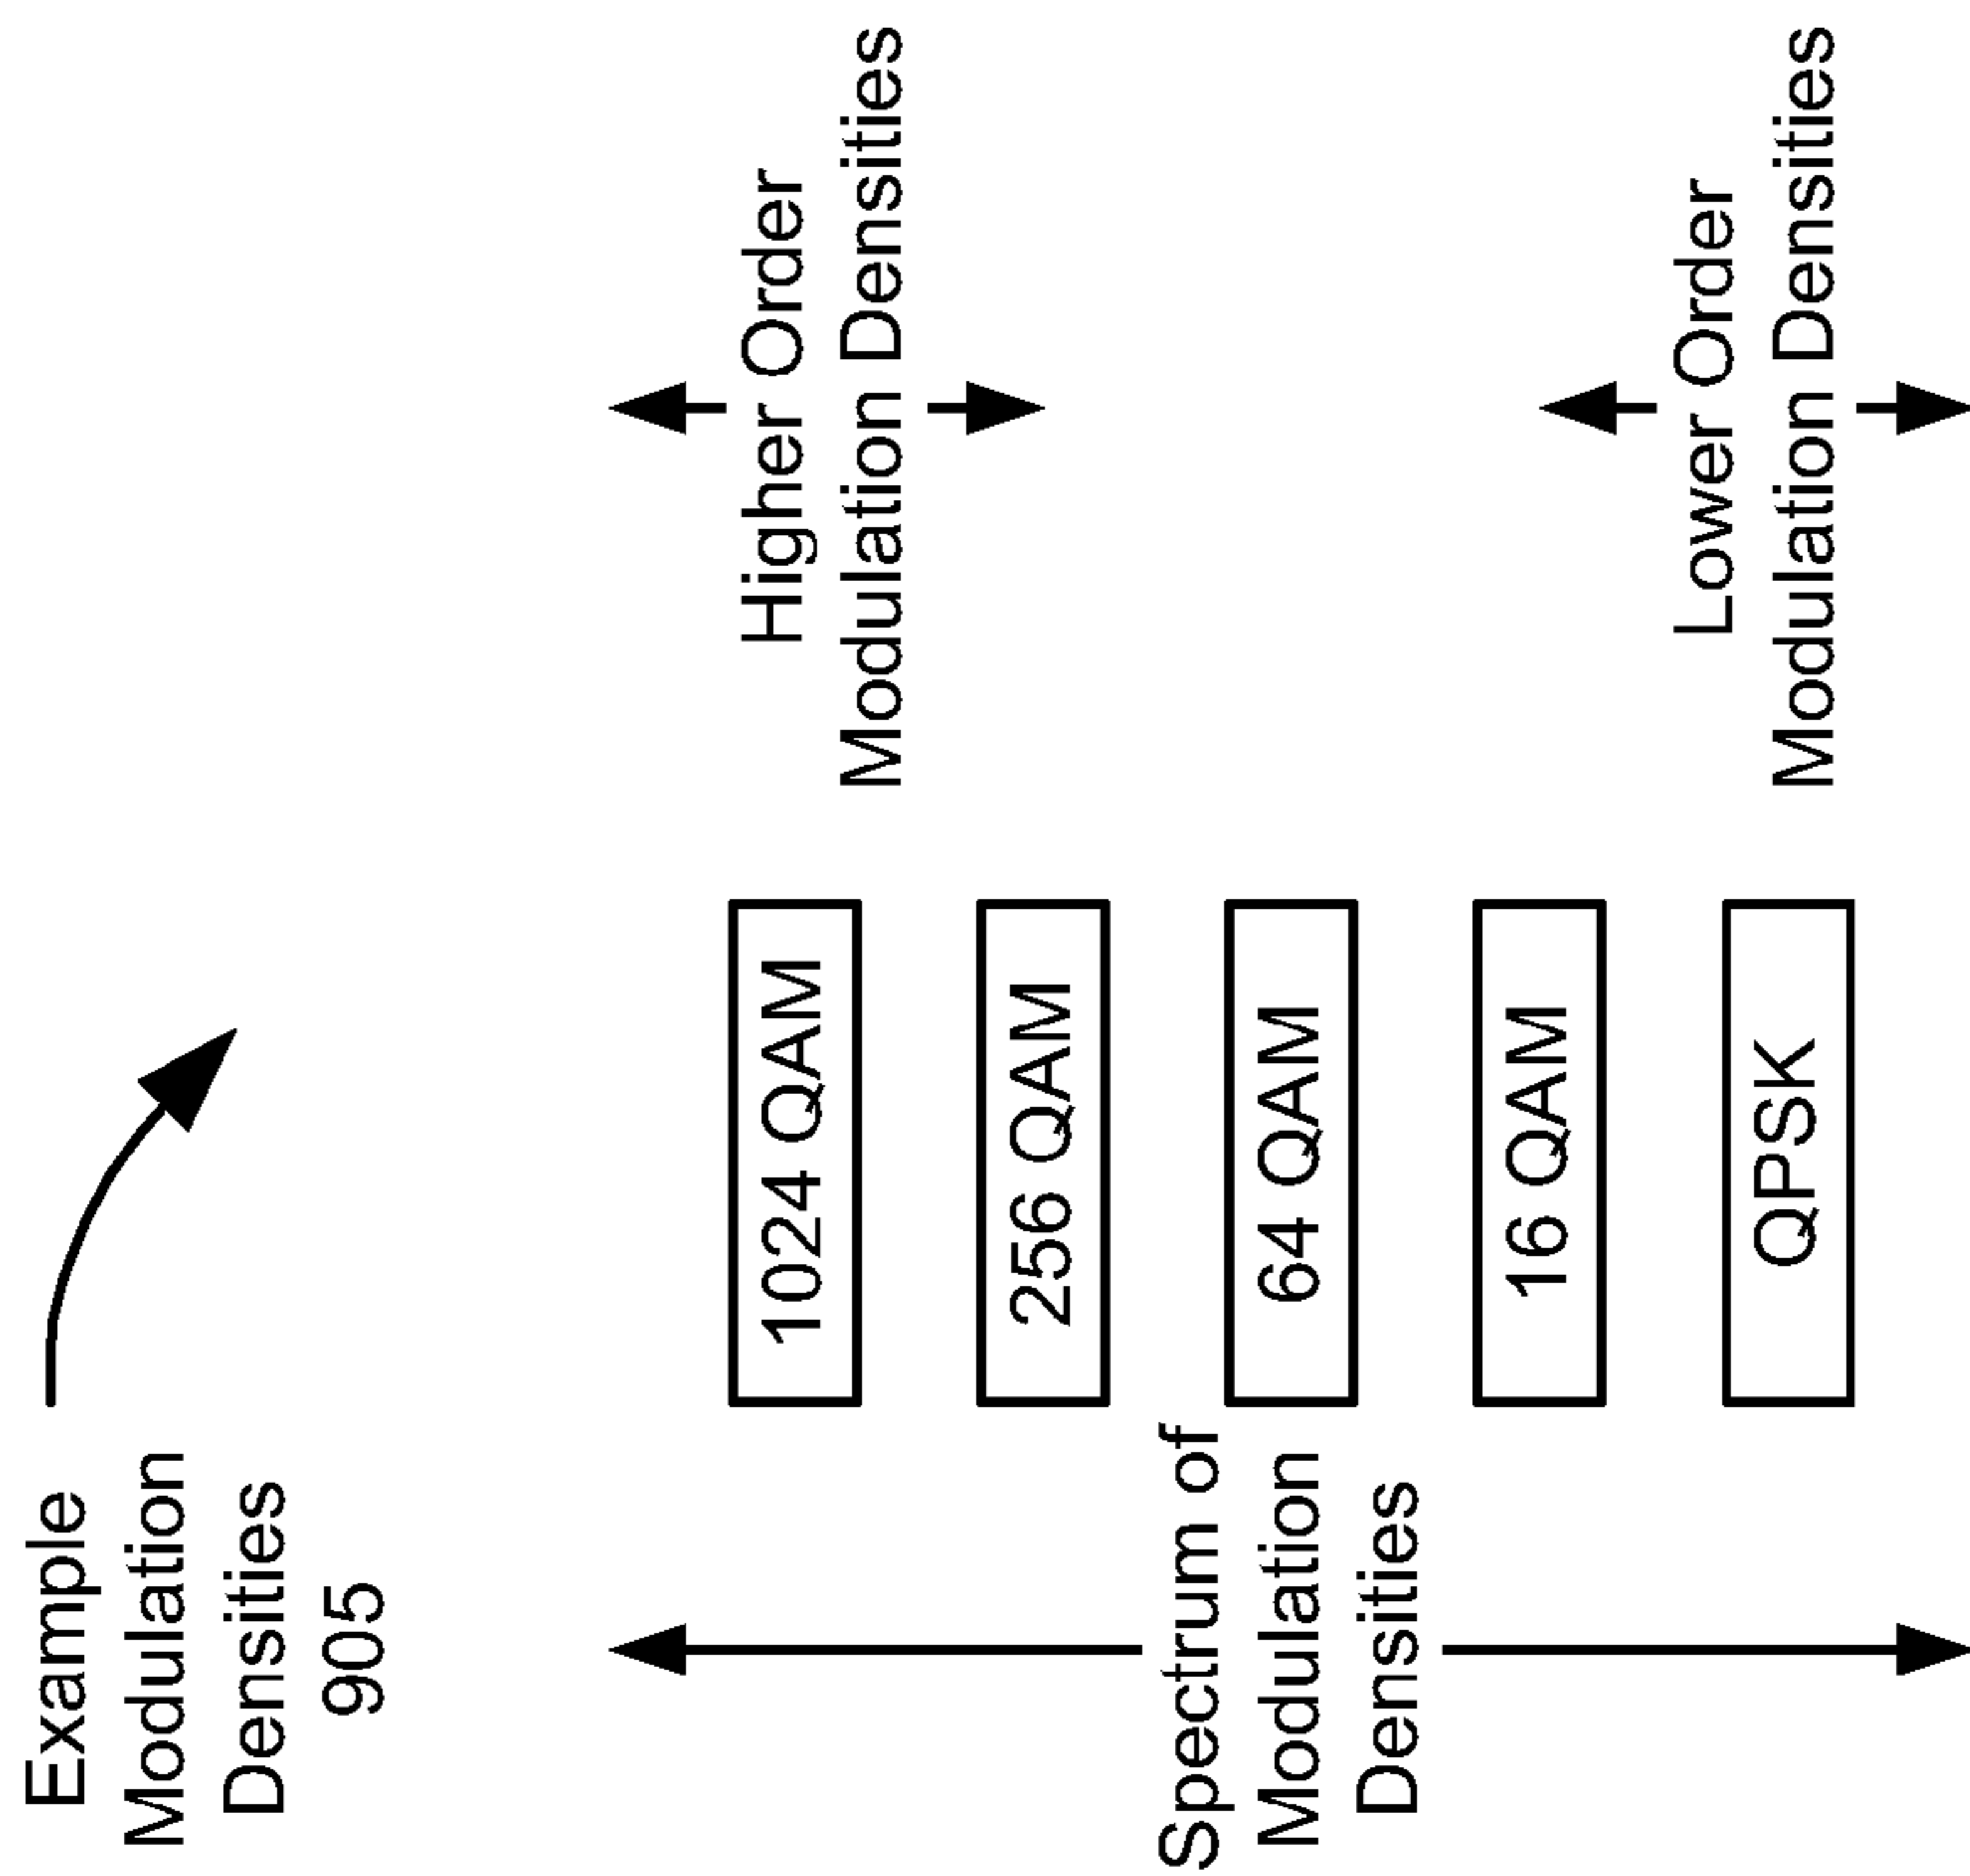 Example
Modulation
Densities
905
Spectrum of
Modulation
Densities
1024 QAM
256 QAM
64 QAM
16 QAM
QPSK
Higher Order
Modulation Densities
Lower Order
Modulation Densities